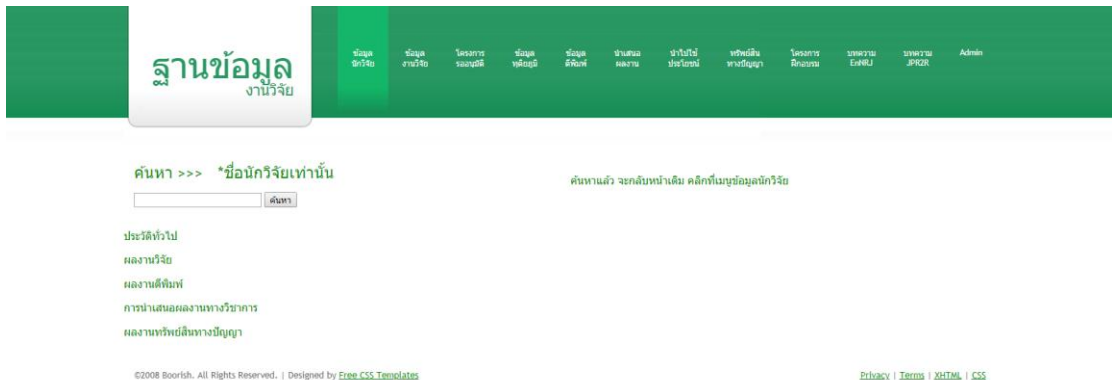 ฐานข้อมูล
งานวิจัย
ข้อมูล
นักวิจัย
ข้อมูล
งานวิจัย
โครงการ
รออนุมัติ
ข้อมูล
ทุติยภูมิ
ข้อมูล
ตีพิมพ์
นำเสนอ
ผลงาน
นำไปใช้
ประโยชน์
ทรัพย์สิน
ทางปัญญา
โครงการ
ฝึกอบรม
บทความ
EnNRJ
บทความ
JPR2R
Admin
ค้นหา >>> *ชื่อนักวิจัยเท่านั้น
ค้นหา
ค้นหาแล้ว จะกลับหน้าเดิม คลิกที่เมนูข้อมูลนักวิจัย
ประวัติทั่วไป
ผลงานวิจัย
ผลงานตีพิมพ์
การนำเสนอผลงานทางวิชาการ
ผลงานทรัพย์สินทางปัญญา
©2008 Boorish. All Rights Reserved. | Designed by Free CSS Templates
Privacy | Terms | XHTML | CSS